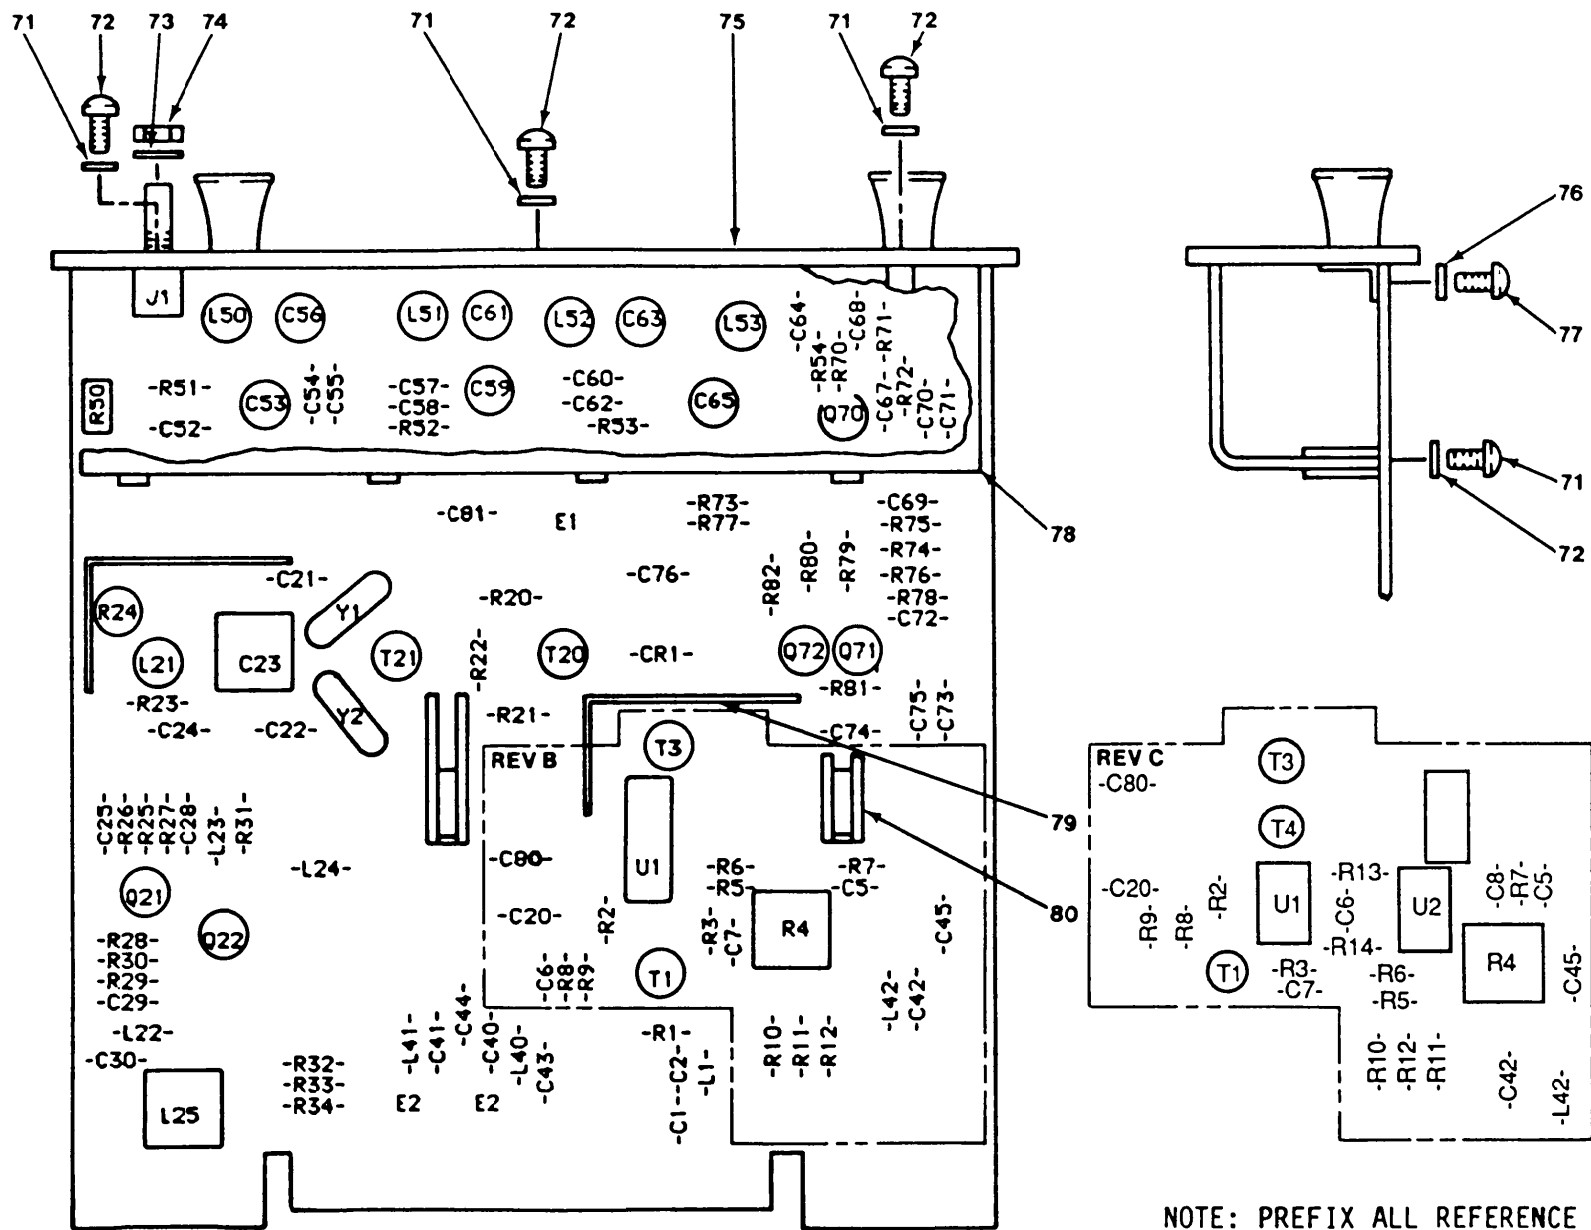 71 72 73 74 71 72 75 71 72
76
77
71
72
J1
L50 C56 L51 C61 L52 C63 L53 -C64- -C68-
-R54- -R70- -R71-
R50 -R51- C53 -C54- -C55- -C57- C59 -C60- C65 Q70 -C67- -R72- -C70- -C71-
-C58- -C62-
-C52- -R52- -R53-
78
-C81- E1 -R73- -C69-
-R77- -R75-
-R74-
-C21- -C76- -R82- -R80- -R79- -R76-
R24 Y1 -R20- -R78-
-C72-
L21 C23 T21 -R22- T20 -CR1- Q72 Q71
-R23- Y2 -R21- -R81- -C75- -C73-
-C24- -C22- -C74-
REV B T3
79
-C25- -R26- -R25- -R27- -C28- -L23- -R31-
-L24- -C80- U1 -R6- -R7-
-R5- -C5-
80
Q21 -C20- -R2- -R3- -C7- R4 -C45-
Q22
-R28-
-R30-
-R29- -C6- -R8- -R9- T1
-C29- -L42- -C42-
-L22- -L41- -C41- -C44- -C40- -L40- -C43- -R1- -R10- -R11- -R12-
-C30- -R32- -C1- -C2- -L1-
-R33-
L25 -R34- E2 E2
REV C T3
-C80-
T4
-C20- -R2- U1 -R13- U2 -C8- -R7- -C5-
-R9- -R8- -C6-
-R14- R4 -C45-
T1 -R3- -R6-
-C7- -R5-
-R10- -R12- -R11- -C42- -L42-
NOTE: PREFIX ALL REFERENCE